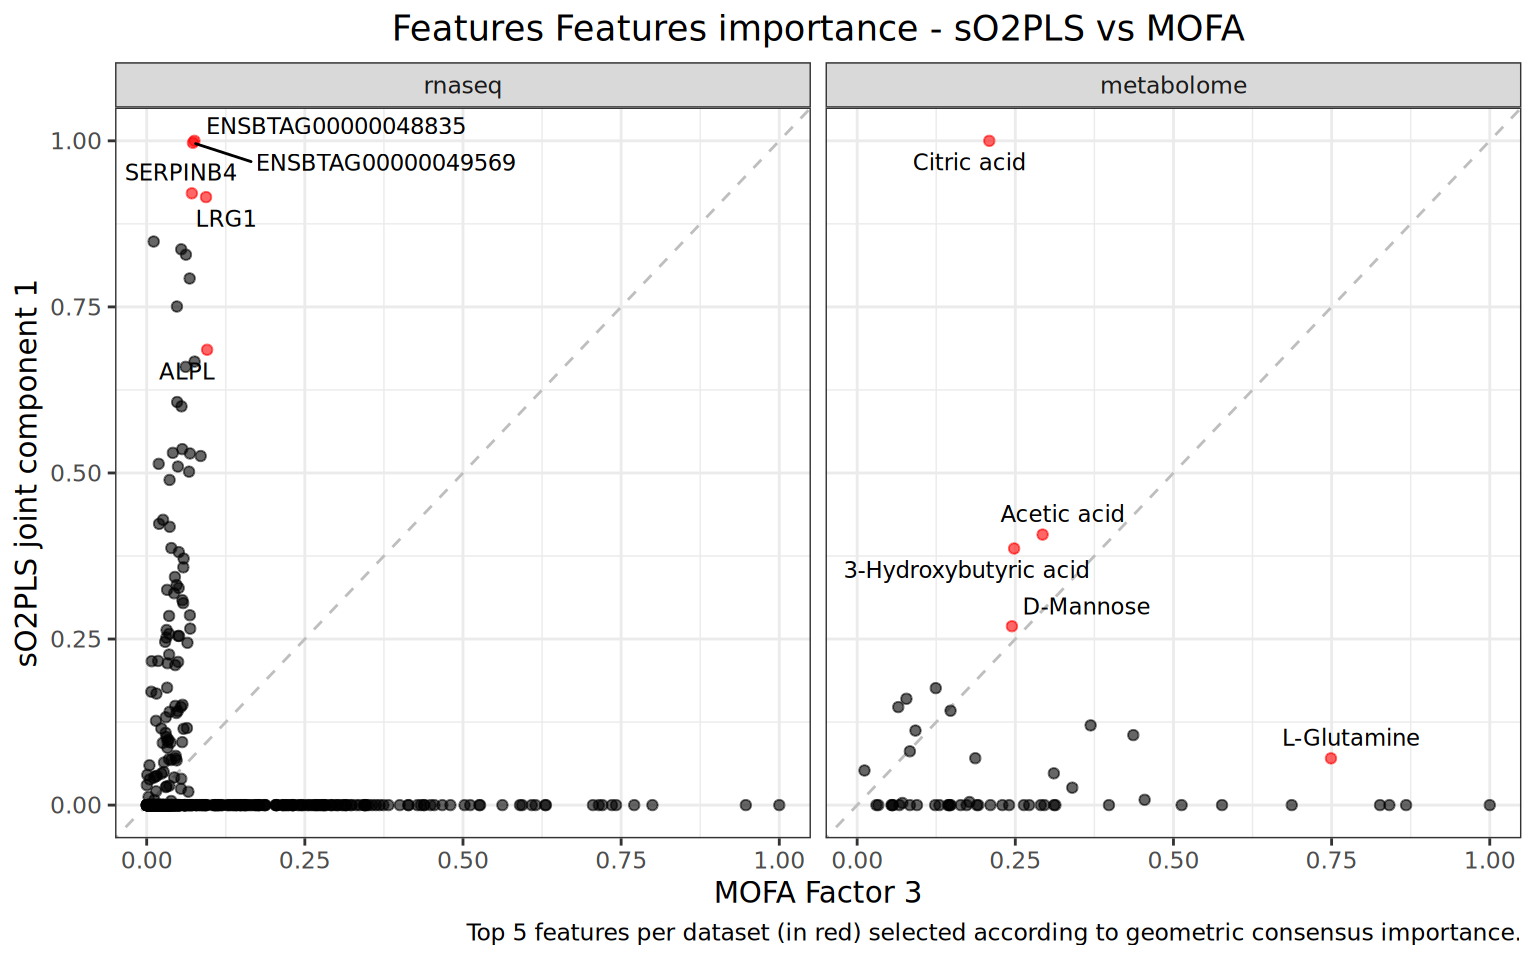 Features Features importance - sO2PLS vs MOFA
rnaseq
metabolome
sO2PLS joint component 1
1.00
0.75
0.50
0.25
0.00
ENSBTAG00000048835
ENSBTAG00000049569
SERPINB4
LRG1
ALPL
Citric acid
Acetic acid
3-Hydroxybutyric acid
D-Mannose
L-Glutamine
0.00 0.25 0.50 0.75 1.00
0.00 0.25 0.50 0.75 1.00
MOFA Factor 3
Top 5 features per dataset (in red) selected according to geometric consensus importance.